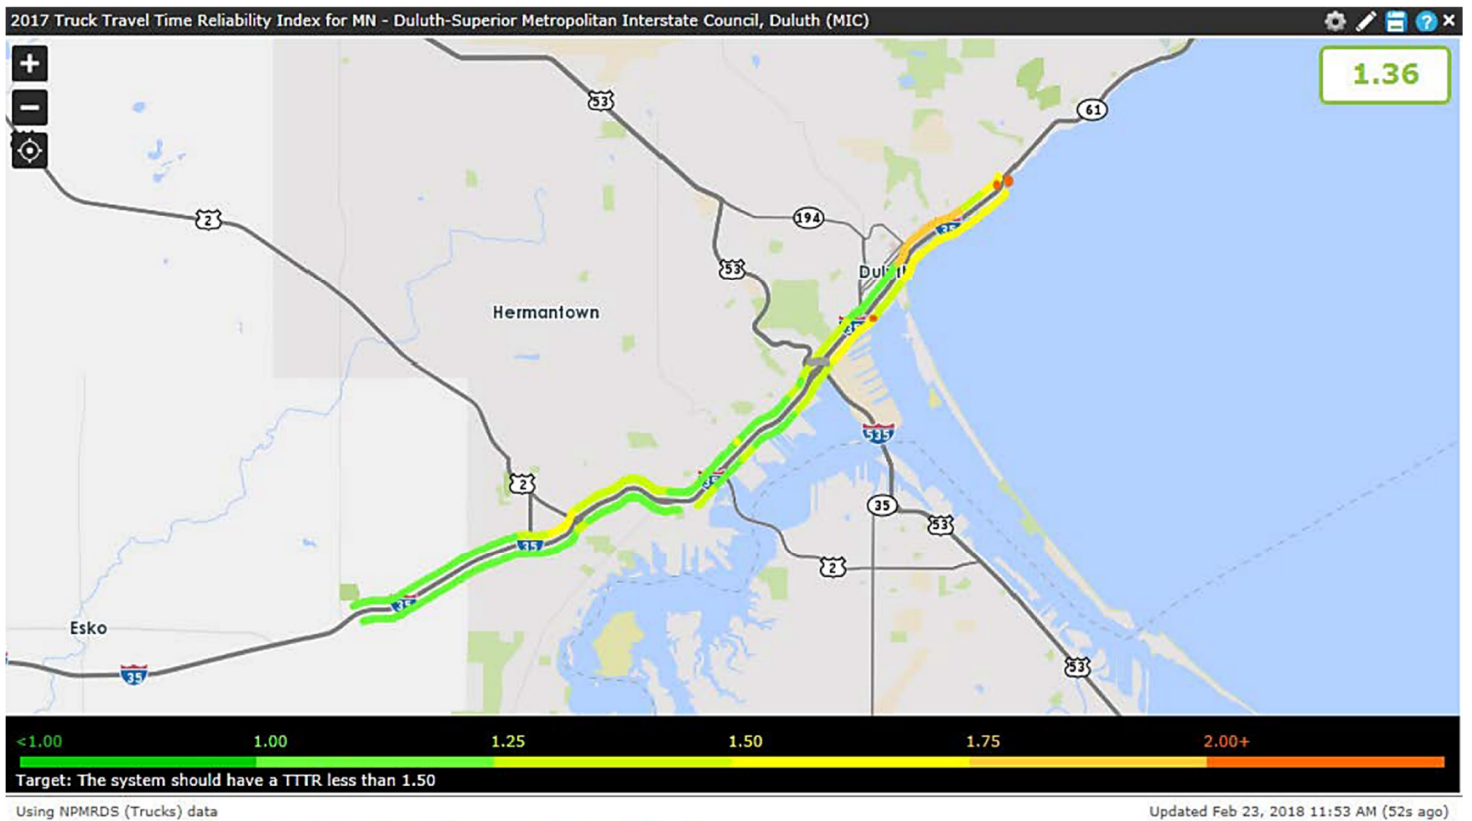 2017 Truck Travel Time Reliability Index for MN - Duluth-Superior Metropolitan Interstate Council, Duluth (MIC)
1.36
53
61
2
194
35
53
Duluth
Hermantown
35
535
2
35
35
53
35
2
35
Esko
53
35
<1.00 1.00 1.25 1.50 1.75 2.00+
Target: The system should have a TTTR less than 1.50
Using NPMRDS (Trucks) data
Updated Feb 23, 2018 11:53 AM (52s ago)